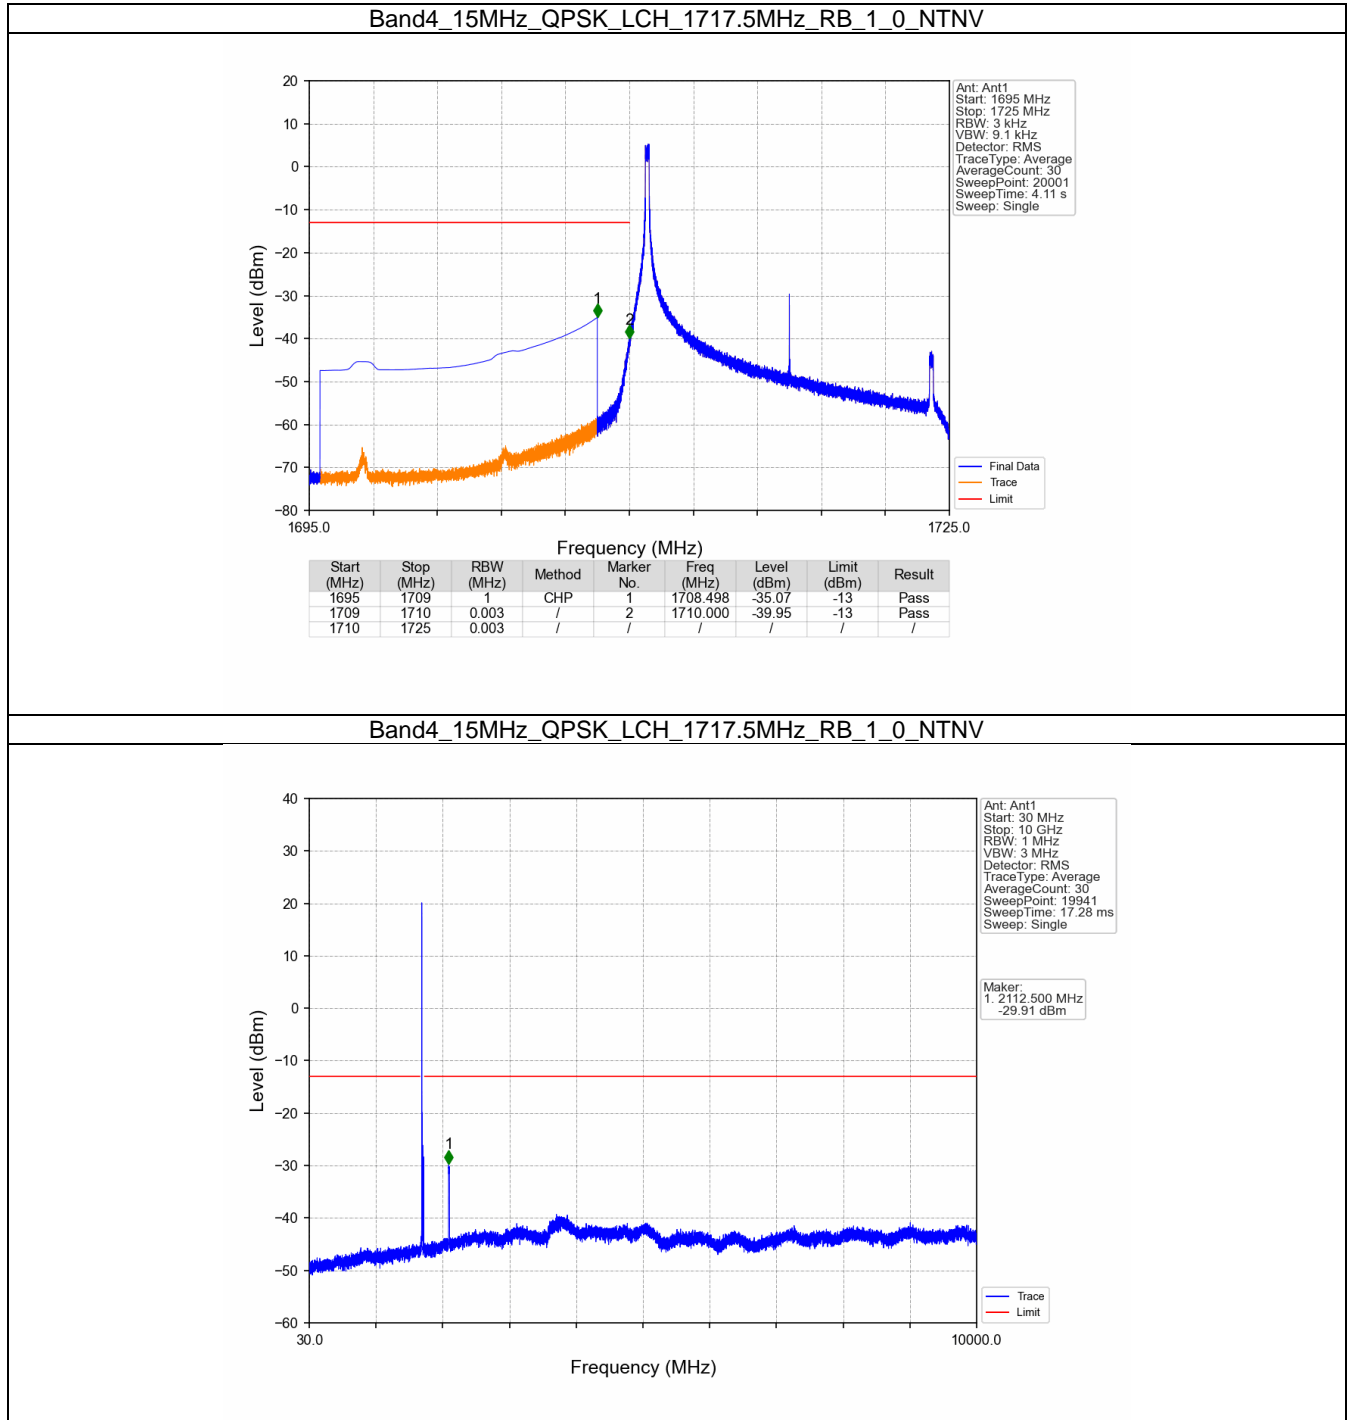 Band4_15MHz_QPSK_LCH_1717.5MHz_RB_1_0_NTNV
20
10
0
−10
−20
−30
−40
−50
−60
−70
−80
Level (dBm)
1
2
1695.0
1725.0
Frequency (MHz)
Ant: Ant1
Start: 1695 MHz
Stop: 1725 MHz
RBW: 3 kHz
VBW: 9.1 kHz
Detector: RMS
TraceType: Average
AverageCount: 30
SweepPoint: 20001
SweepTime: 4.11 s
Sweep: Single
Final Data
Trace
Limit
Start (MHz) Stop (MHz) RBW (MHz) Method Marker No. Freq (MHz) Level (dBm) Limit (dBm) Result
1695 1709 1 CHP 1 1708.498 -35.07 -13 Pass
1709 1710 0.003 / 2 1710.000 -39.95 -13 Pass
1710 1725 0.003 / / / / / /
Band4_15MHz_QPSK_LCH_1717.5MHz_RB_1_0_NTNV
40
30
20
10
0
−10
−20
−30
−40
−50
−60
Level (dBm)
1
30.0
10000.0
Frequency (MHz)
Ant: Ant1
Start: 30 MHz
Stop: 10 GHz
RBW: 1 MHz
VBW: 3 MHz
Detector: RMS
TraceType: Average
AverageCount: 30
SweepPoint: 19941
SweepTime: 17.28 ms
Sweep: Single
Maker:
1. 2112.500 MHz
-29.91 dBm
Trace
Limit